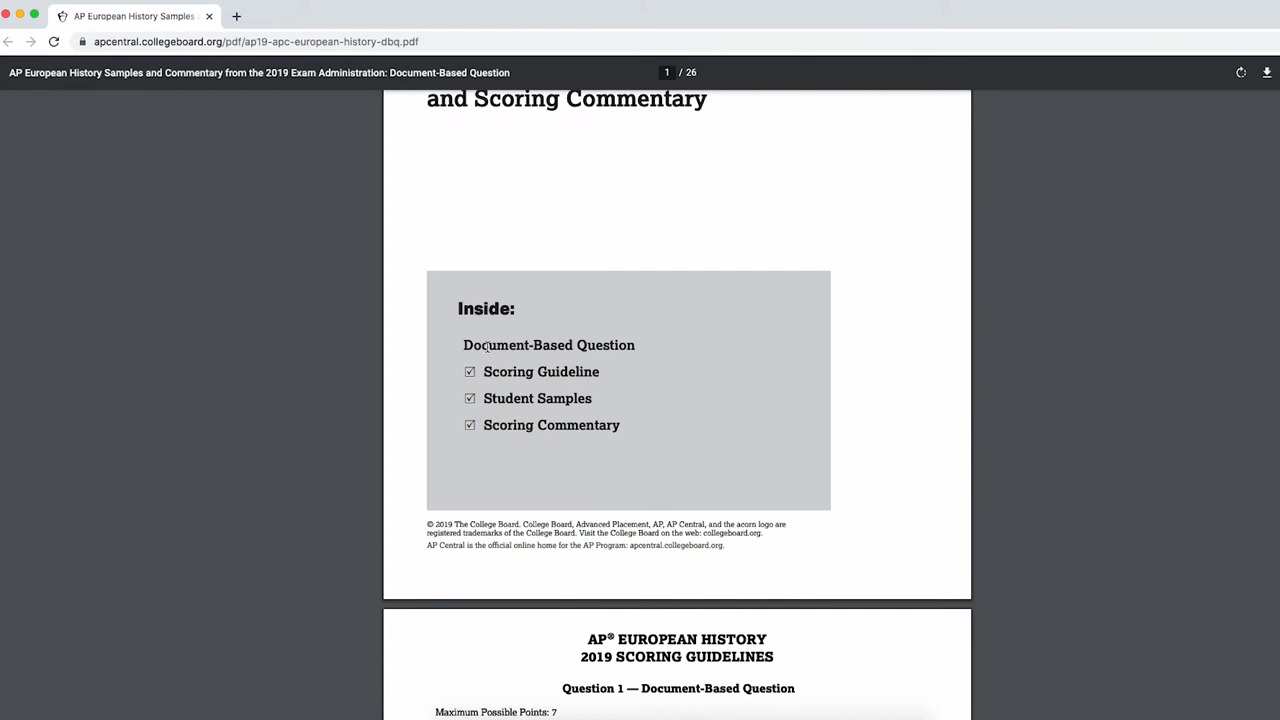 AP European History Samples
apcentral.collegeboard.org/pdf/ap19-apc-european-history-dbq.pdf
AP European History Samples and Commentary from the 2019 Exam Administration: Document-Based Question
1 / 26
and Scoring Commentary
Inside:
Document-Based Question
☑ Scoring Guideline
☑ Student Samples
☑ Scoring Commentary
© 2019 The College Board. College Board, Advanced Placement, AP, AP Central, and the acorn logo are
registered trademarks of the College Board. Visit the College Board on the web: collegeboard.org.
AP Central is the official online home for the AP Program: apcentral.collegeboard.org.
AP® EUROPEAN HISTORY
2019 SCORING GUIDELINES
Question 1 — Document-Based Question
Maximum Possible Points: 7